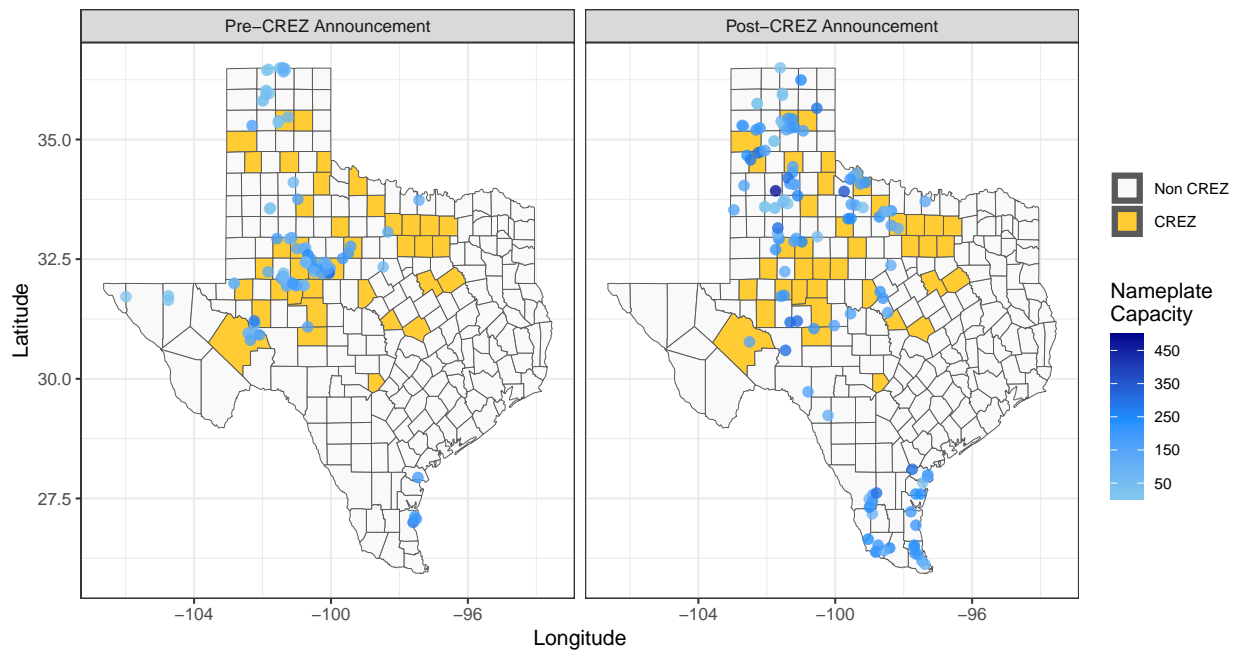 Pre−CREZ Announcement
Post−CREZ Announcement
35.0
32.5
30.0
27.5
Latitude
−104
−100
−96
−104
−100
−96
Longitude
Non CREZ
CREZ
Nameplate
Capacity
450
350
250
150
50